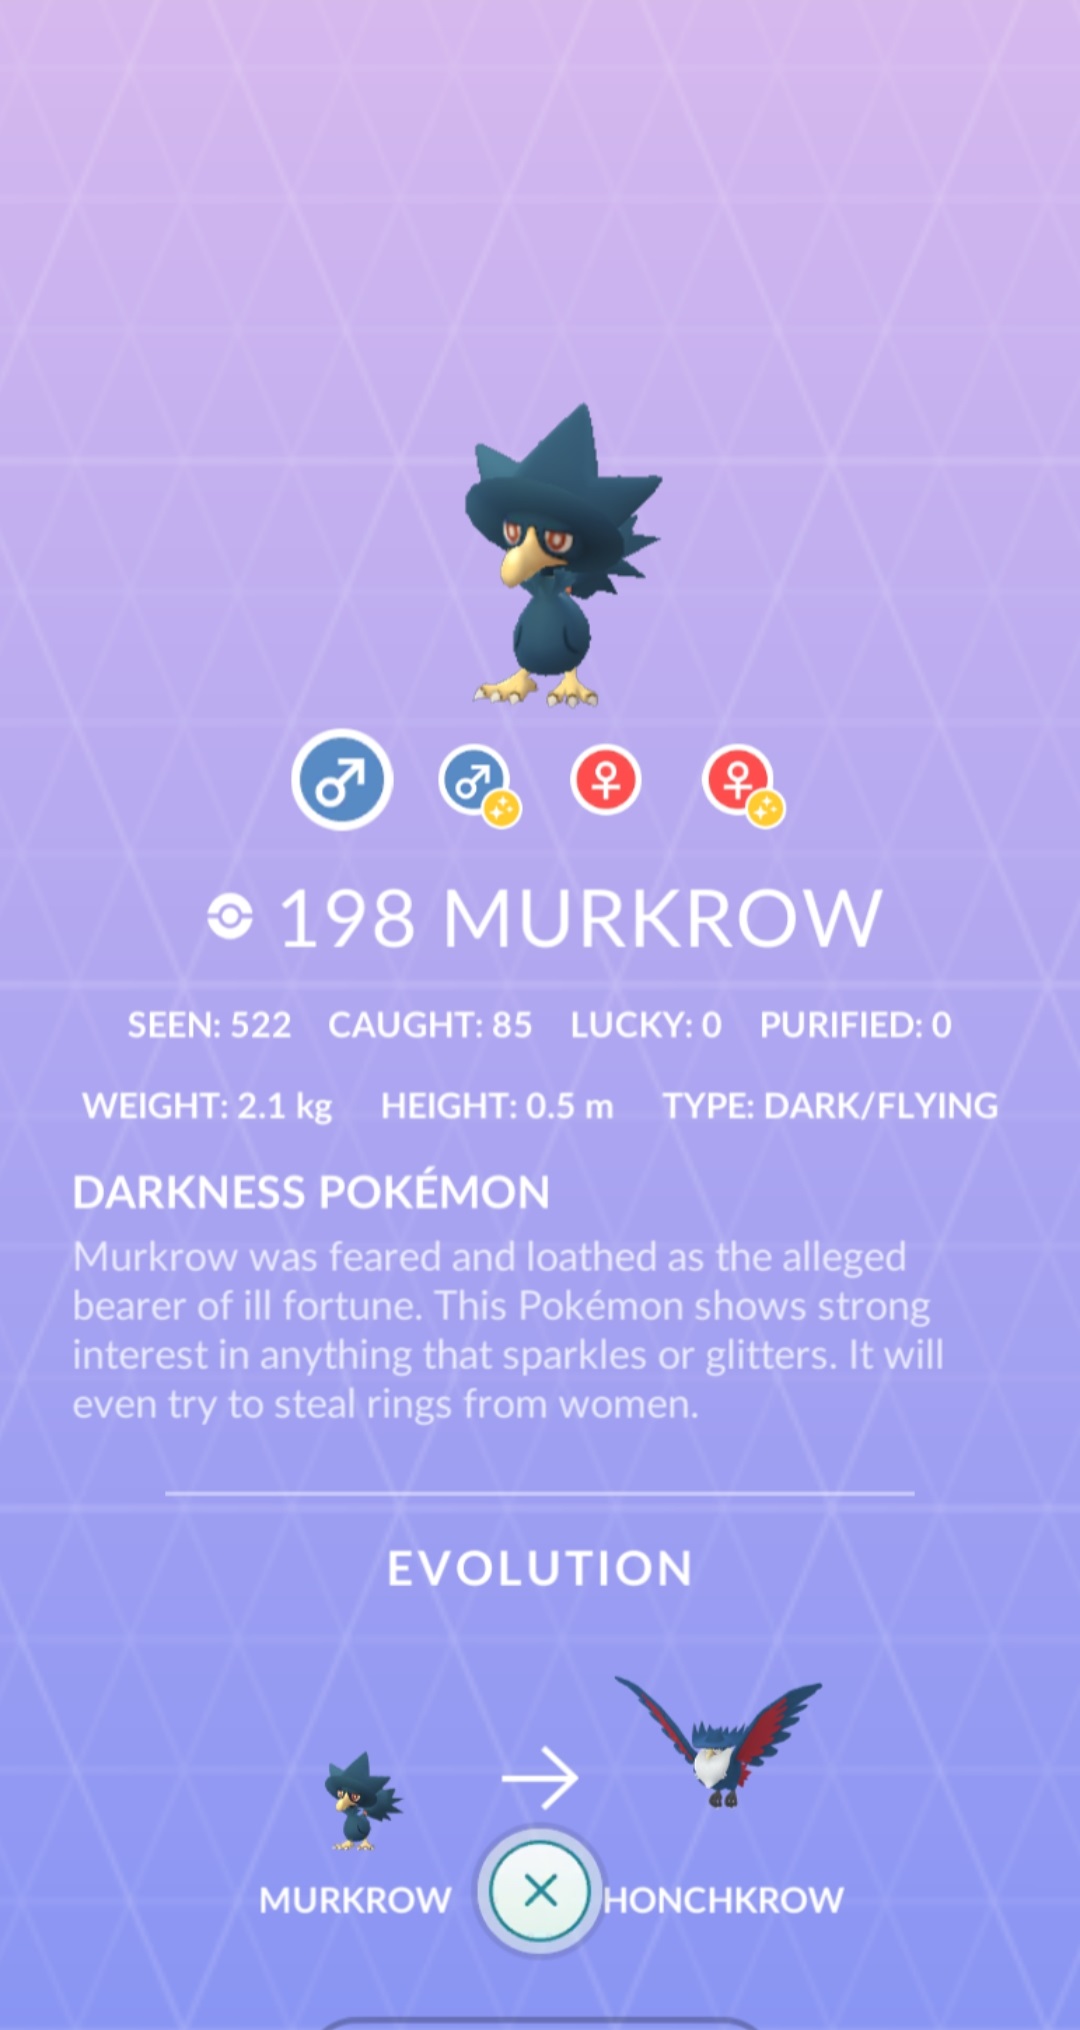 198 MURKROW
SEEN: 522 CAUGHT: 85 LUCKY: 0 PURIFIED: 0
WEIGHT: 2.1 kg HEIGHT: 0.5 m TYPE: DARK/FLYING
DARKNESS POKÉMON
Murkrow was feared and loathed as the alleged
bearer of ill fortune. This Pokémon shows strong
interest in anything that sparkles or glitters. It will
even try to steal rings from women.
EVOLUTION
MURKROW HONCHKROW